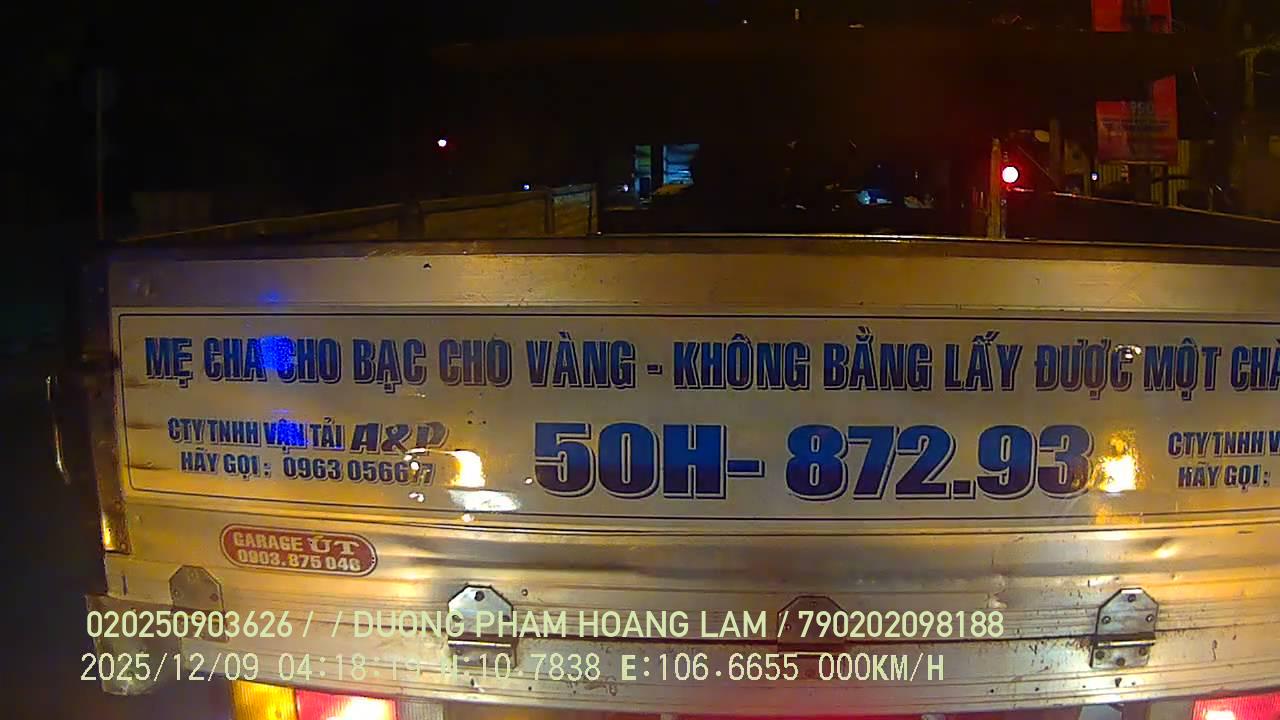 MẸ CHA CHO BẠC CHO VÀNG - KHÔNG BẰNG LẤY ĐƯỢC MỘT
CTY TNHH VẬN TẢI A&P
HÃY GỌI : 0963 056677
50H- 872.93
CTY TNHH
HÃY GỌI :
GARAGE ÚT
0903.875 046
020250903626 / / DUONG PHAM HOANG LAM / 790202098188
2025/12/09 04:18:19 N:10.7838 E:106.6655 000KM/H